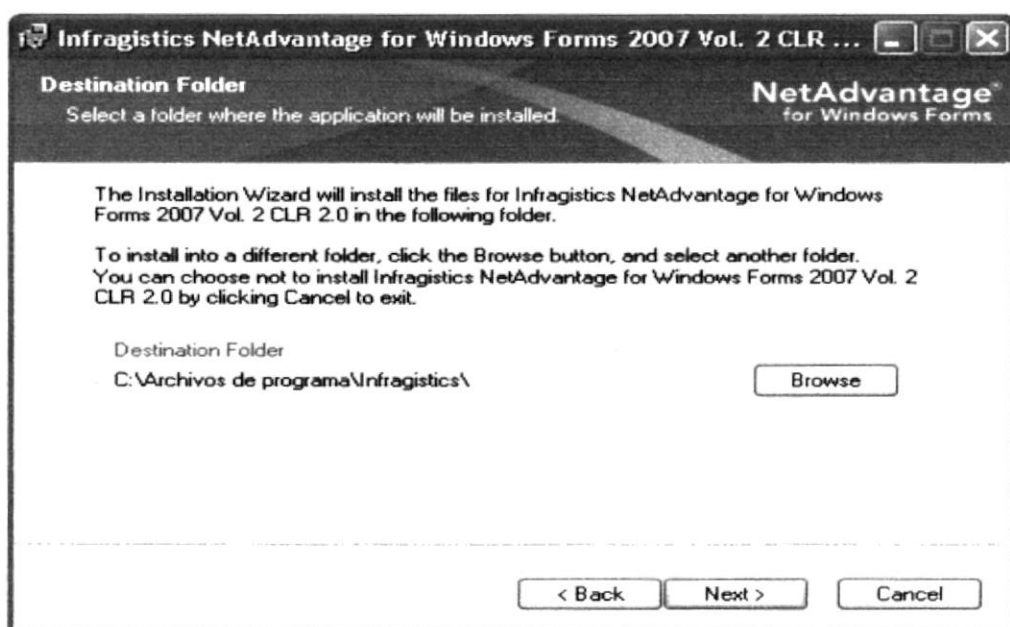 Infragistics NetAdvantage for Windows Forms 2007 Vol. 2 CLR ...
Destination Folder
Select a folder where the application will be installed.
NetAdvantage
for Windows Forms
The Installation Wizard will install the files for Infragistics NetAdvantage for Windows
Forms 2007 Vol. 2 CLR 2.0 in the following folder.
To install into a different folder, click the Browse button, and select another folder.
You can choose not to install Infragistics NetAdvantage for Windows Forms 2007 Vol. 2
CLR 2.0 by clicking Cancel to exit.
Destination Folder
C:\Archivos de programa\Infragistics\
Browse
< Back
Next >
Cancel